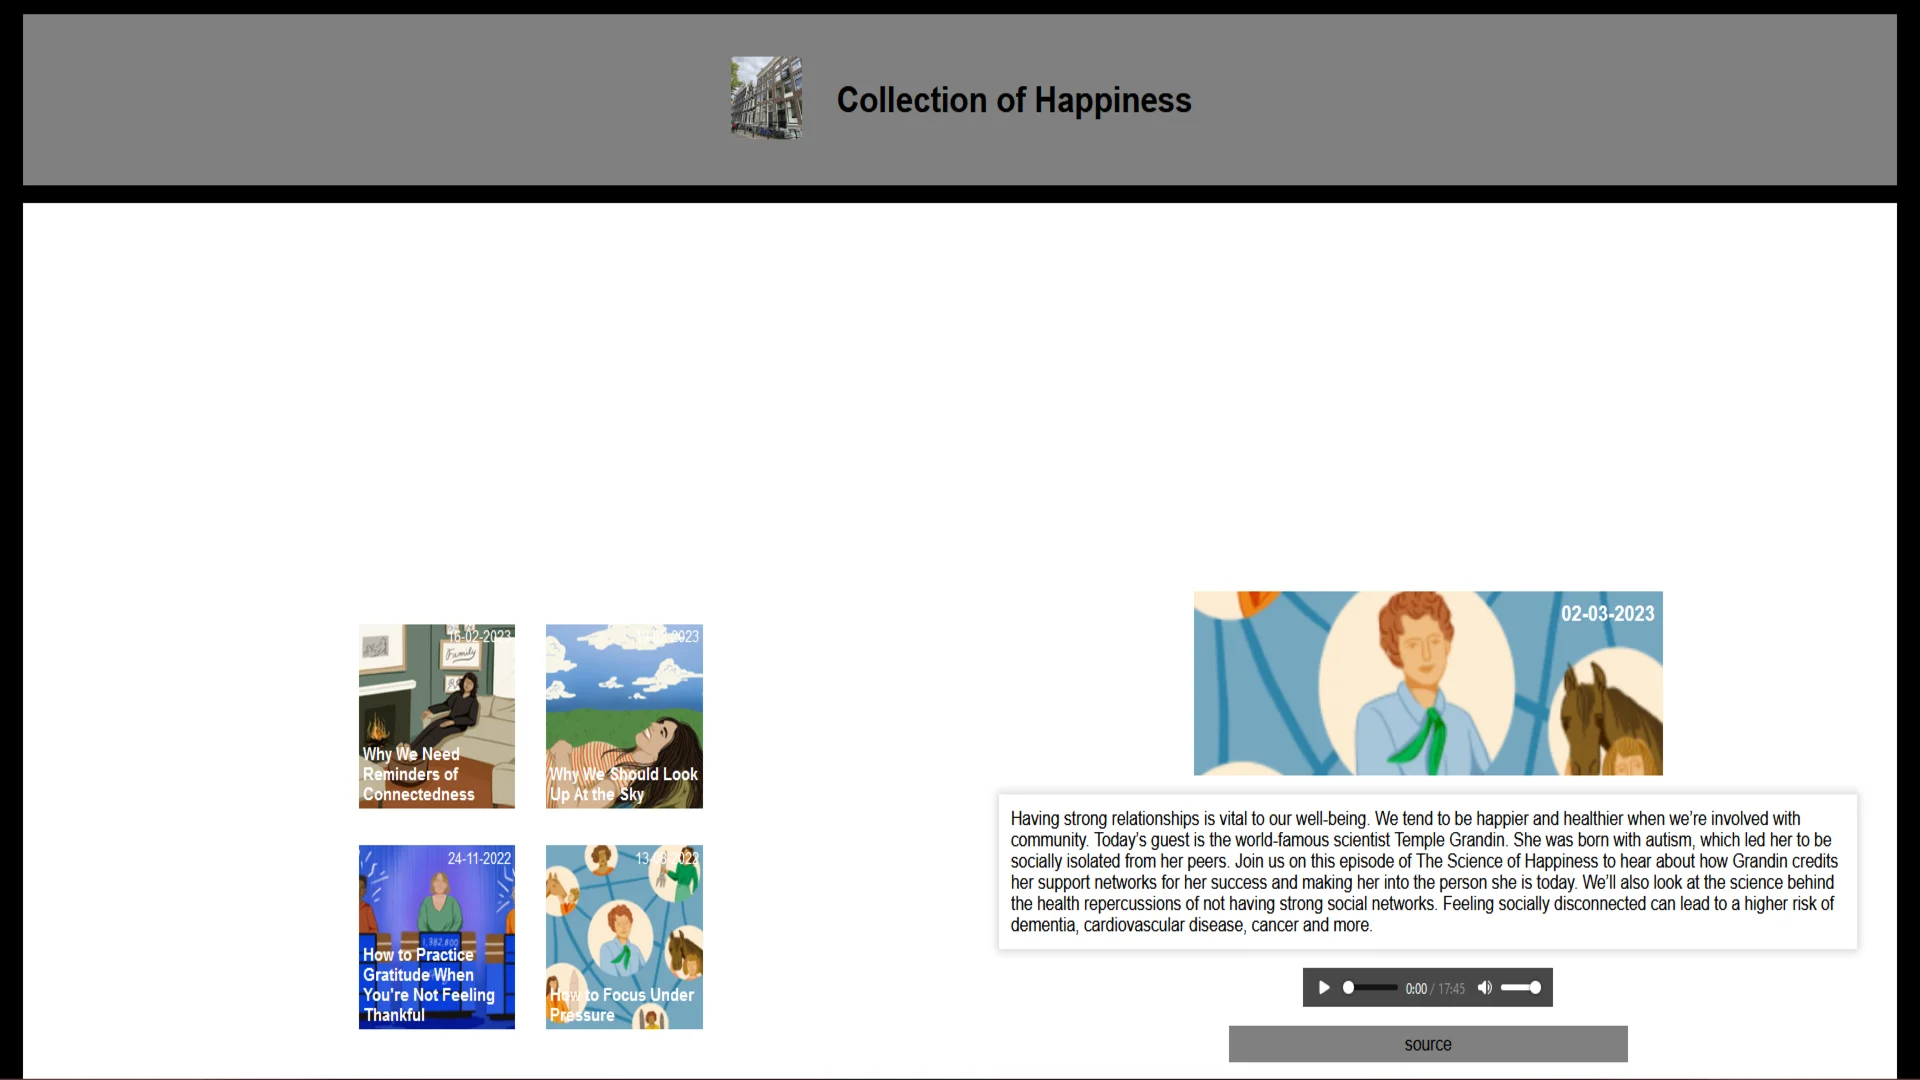 Collection of Happiness
16-02-2023
Family
Why We Need
Reminders of
Connectedness
2023
Why We Should Look
Up At the Sky
24-11-2022
1,382,800
How to Practice
Gratitude When
You're Not Feeling
Thankful
How to Focus Under
Pressure
02-03-2023
Having strong relationships is vital to our well-being. We tend to be happier and healthier when we’re involved with
community. Today’s guest is the world-famous scientist Temple Grandin. She was born with autism, which led her to be
socially isolated from her peers. Join us on this episode of The Science of Happiness to hear about how Grandin credits
her support networks for her success and making her into the person she is today. We’ll also look at the science behind
the health repercussions of not having strong social networks. Feeling socially disconnected can lead to a higher risk of
dementia, cardiovascular disease, cancer and more.
0:00 / 17:45
source